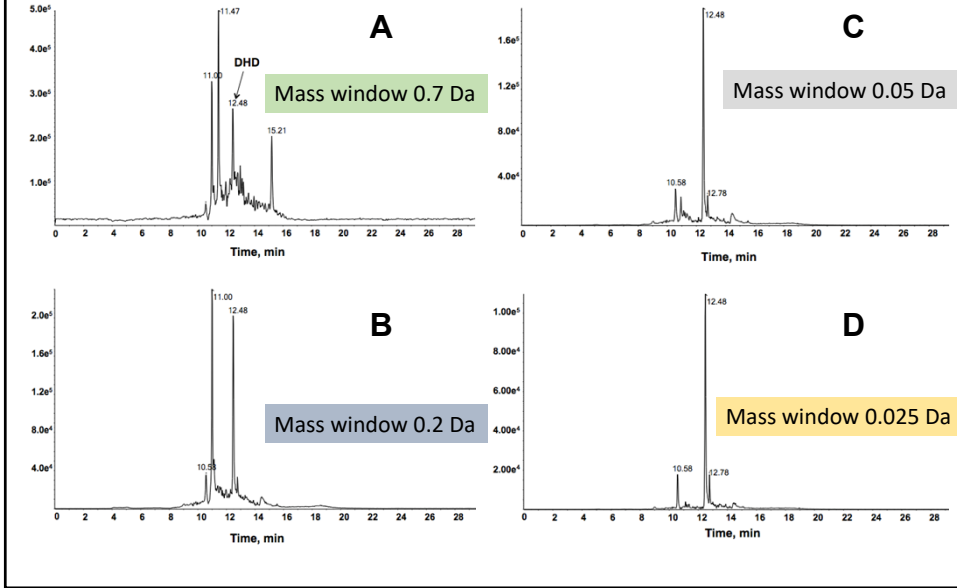 A
5.0e⁵
4.0e⁵
3.0e⁵
2.0e⁵
1.0e⁵
11.47
11.00
DHD
12.48
15.21
Mass window 0.7 Da
0 2 4 6 8 10 12 14 16 18 20 22 24 26 28
Time, min
C
1.6e⁵
1.2e⁵
8.0e⁴
4.0e⁴
12.48
10.58
12.78
Mass window 0.05 Da
0 2 4 6 8 10 12 14 16 18 20 22 24 26 28
Time, min
B
2.0e⁵
1.6e⁵
1.2e⁵
8.0e⁴
4.0e⁴
11.00
12.48
10.58
Mass window 0.2 Da
0 2 4 6 8 10 12 14 16 18 20 22 24 26 28
Time, min
D
1.00e⁵
8.00e⁴
6.00e⁴
4.00e⁴
2.00e⁴
12.48
10.58
12.78
Mass window 0.025 Da
0 2 4 6 8 10 12 14 16 18 20 22 24 26 28
Time, min